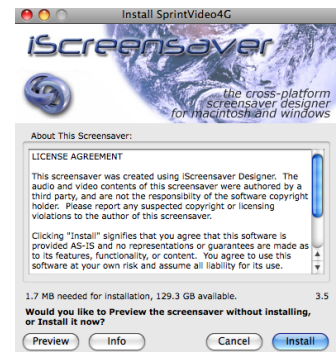 Install SprintVideo4G
iScreensaver
the cross-platform
screensaver designer
for macintosh and windows
About This Screensaver:
LICENSE AGREEMENT
This screensaver was created using iScreensaver Designer. The
audio and video contents of this screensaver were authored by a
third party, and are not the responsibilty of the software copyright
holder. Please report any suspected copyright or licensing
violations to the author of this screensaver.
Clicking "Install" signifies that you agree that this software is
provided AS-IS and no representations or guarantees are made as
to its features, functionality, or content. You agree to use this
software at your own risk and assume all liability for its use.
1.7 MB needed for installation, 129.3 GB available. 3.5
Would you like to Preview the screensaver without installing,
or Install it now?
Preview Info Cancel Install